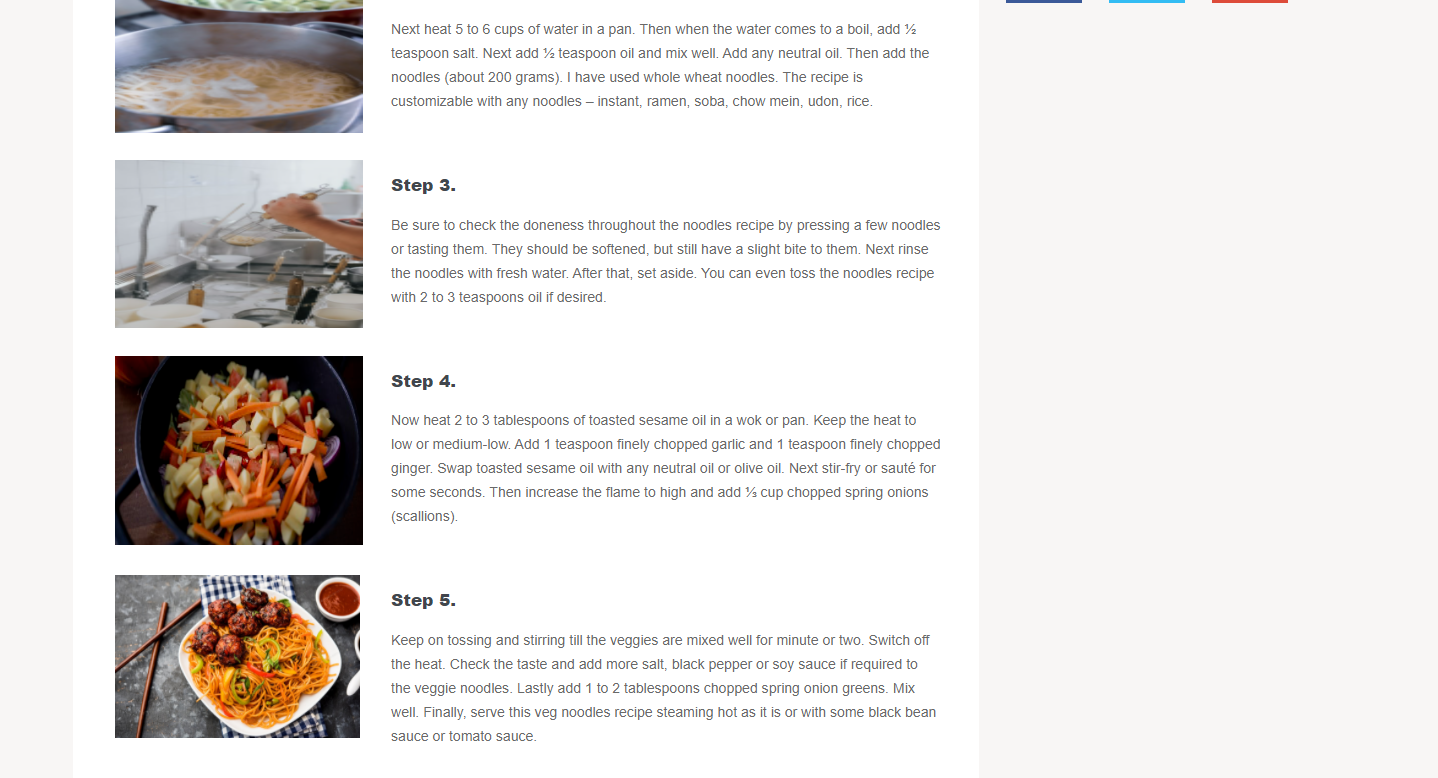 Next heat 5 to 6 cups of water in a pan. Then when the water comes to a boil, add ½
teaspoon salt. Next add ½ teaspoon oil and mix well. Add any neutral oil. Then add the
noodles (about 200 grams). I have used whole wheat noodles. The recipe is
customizable with any noodles – instant, ramen, soba, chow mein, udon, rice.
Step 3.
Be sure to check the doneness throughout the noodles recipe by pressing a few noodles
or tasting them. They should be softened, but still have a slight bite to them. Next rinse
the noodles with fresh water. After that, set aside. You can even toss the noodles recipe
with 2 to 3 teaspoons oil if desired.
Step 4.
Now heat 2 to 3 tablespoons of toasted sesame oil in a wok or pan. Keep the heat to
low or medium-low. Add 1 teaspoon finely chopped garlic and 1 teaspoon finely chopped
ginger. Swap toasted sesame oil with any neutral oil or olive oil. Next stir-fry or sauté for
some seconds. Then increase the flame to high and add ⅓ cup chopped spring onions
(scallions).
Step 5.
Keep on tossing and stirring till the veggies are mixed well for minute or two. Switch off
the heat. Check the taste and add more salt, black pepper or soy sauce if required to
the veggie noodles. Lastly add 1 to 2 tablespoons chopped spring onion greens. Mix
well. Finally, serve this veg noodles recipe steaming hot as it is or with some black bean
sauce or tomato sauce.